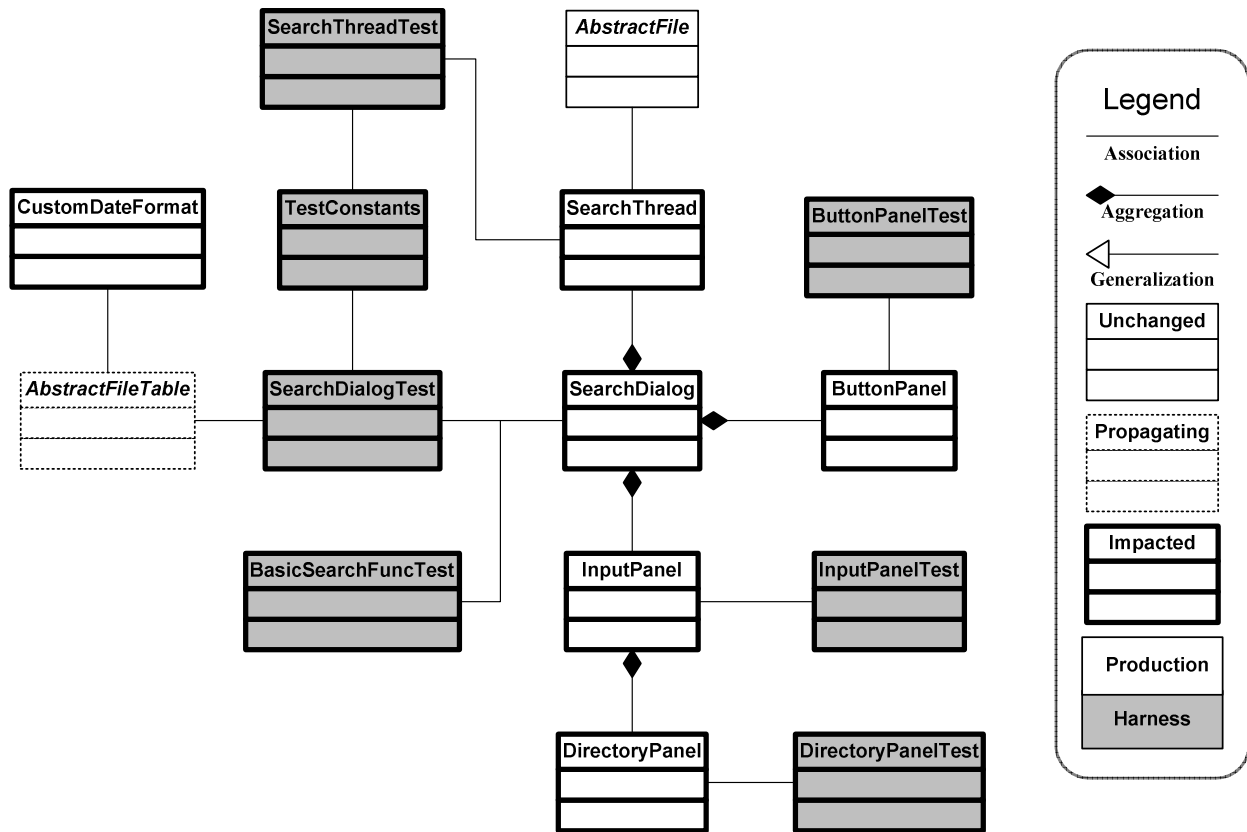 SearchThreadTest
AbstractFile
CustomDateFormat
TestConstants
SearchThread
ButtonPanelTest
AbstractFileTable
SearchDialogTest
SearchDialog
ButtonPanel
BasicSearchFuncTest
InputPanel
InputPanelTest
DirectoryPanel
DirectoryPanelTest
Legend
Association
Aggregation
Generalization
Unchanged
Propagating
Impacted
Production
Harness